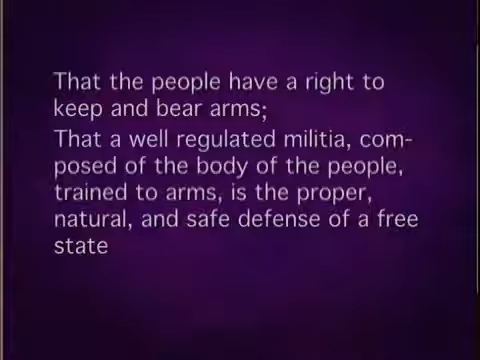 That the people have a right to
keep and bear arms;
That a well regulated militia, com-
posed of the body of the people,
trained to arms, is the proper,
natural, and safe defense of a free
state